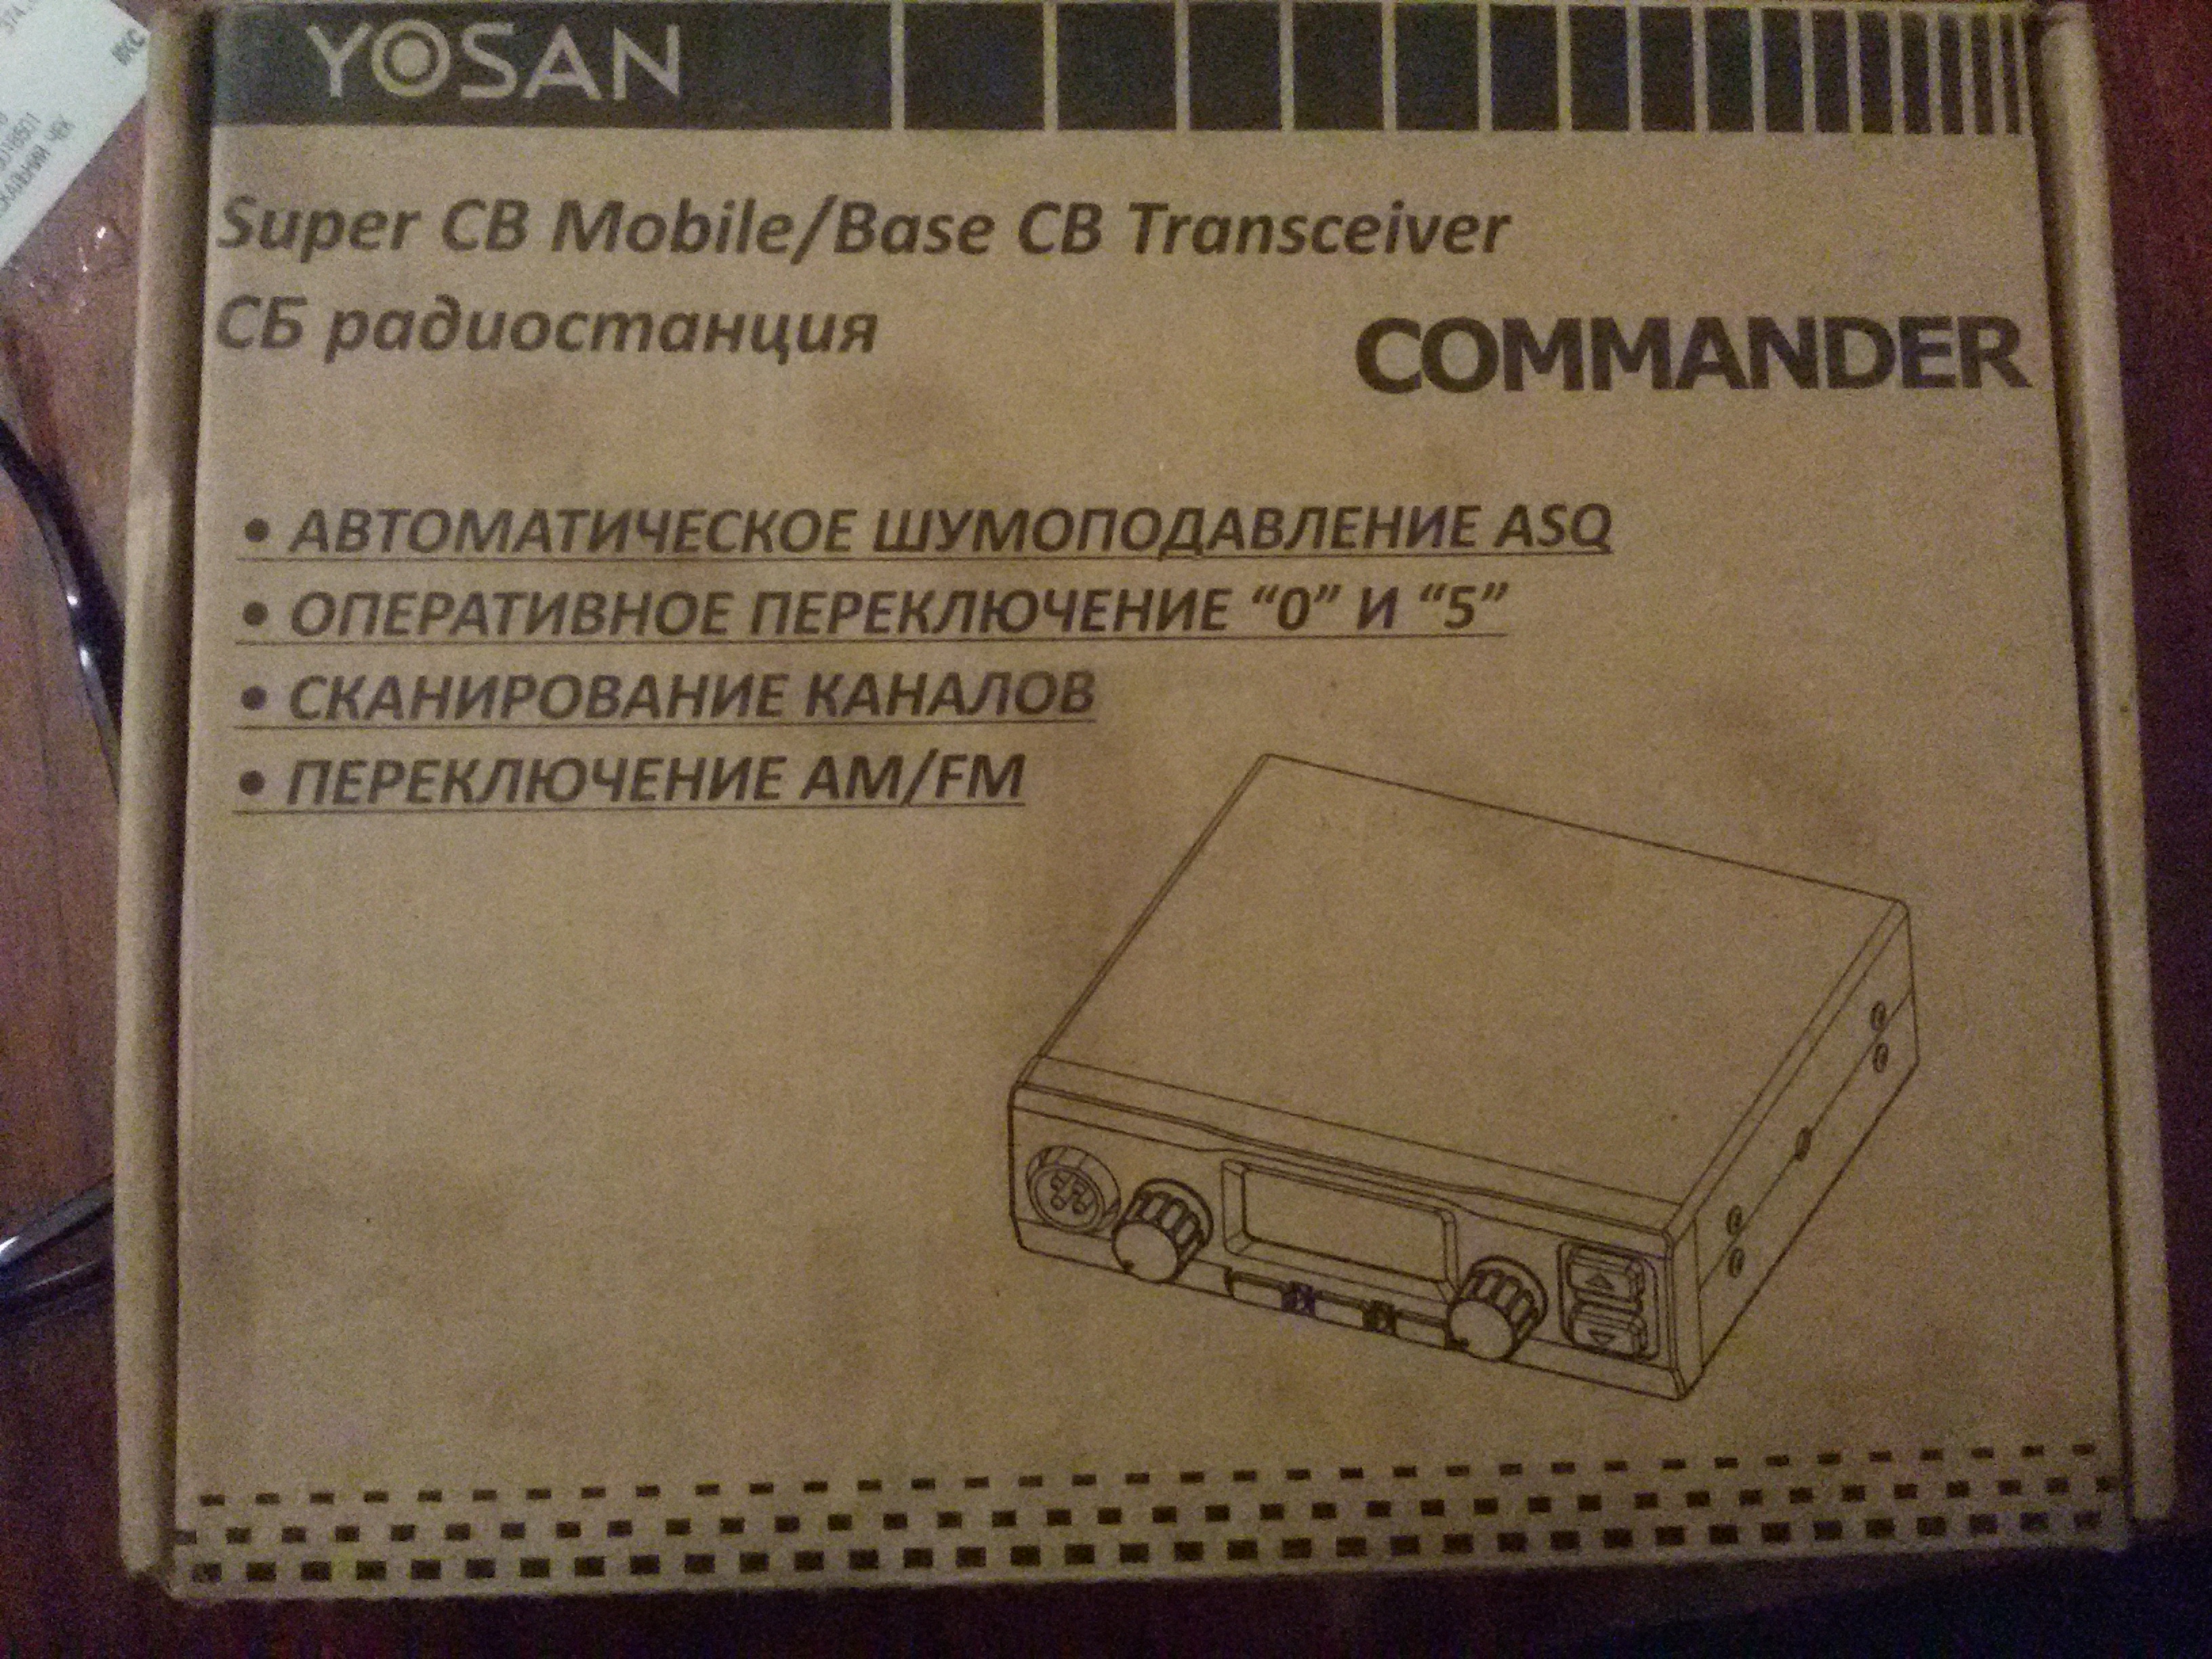 YOSAN
Super CB Mobile/Base CB Transceiver
СБ радиостанция
COMMANDER
• АВТОМАТИЧЕСКОЕ ШУМОПОДАВЛЕНИЕ ASQ
• ОПЕРАТИВНОЕ ПЕРЕКЛЮЧЕНИЕ “0” И “5”
• СКАНИРОВАНИЕ КАНАЛОВ
• ПЕРЕКЛЮЧЕНИЕ AM/FM